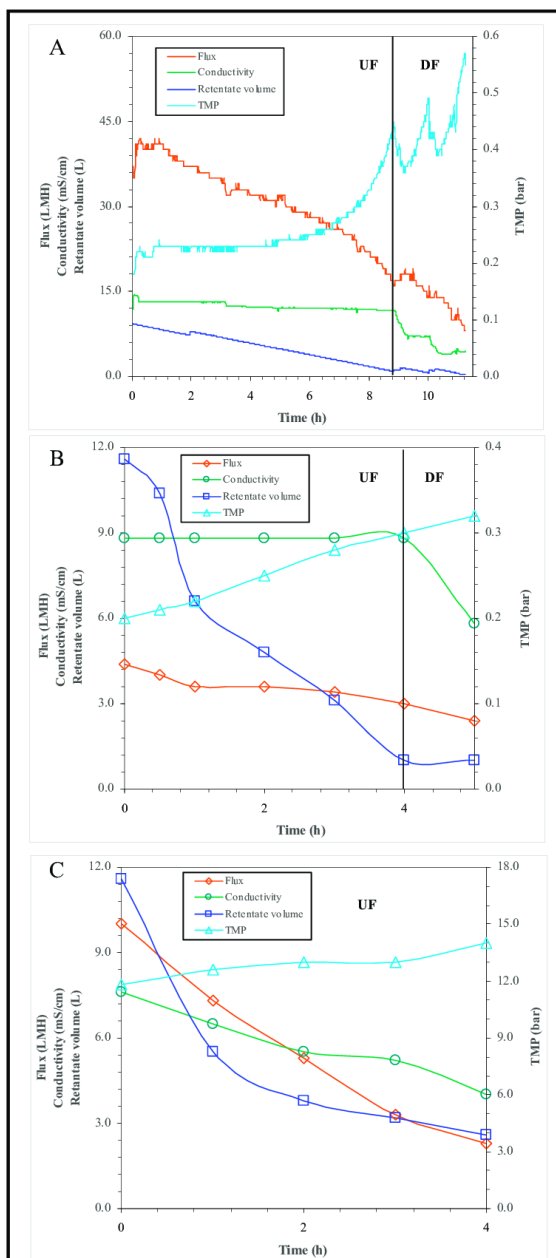 A
60.0
45.0
30.0
15.0
0.0
Flux (LMH)
Conductivity (mS/cm)
Retantate volume (L)
Flux
Conductivity
Retentate volume
TMP
UF
DF
0.6
0.5
0.4
0.3
0.2
0.1
0.0
TMP (bar)
0 2 4 6 8 10
Time (h)
B
12.0
9.0
6.0
3.0
0.0
Flux (LMH)
Conductivity (mS/cm)
Retantate volume (L)
Flux
Conductivity
Retentate volume
TMP
UF
DF
0.4
0.3
0.2
0.1
0.0
TMP (bar)
0 2 4
Time (h)
C
12.0
9.0
6.0
3.0
0.0
Flux (LMH)
Conductivity (mS/cm)
Retantate volume (L)
Flux
Conductivity
Retentate volume
TMP
UF
18.0
15.0
12.0
9.0
6.0
3.0
0.0
TMP (bar)
0 2 4
Time (h)